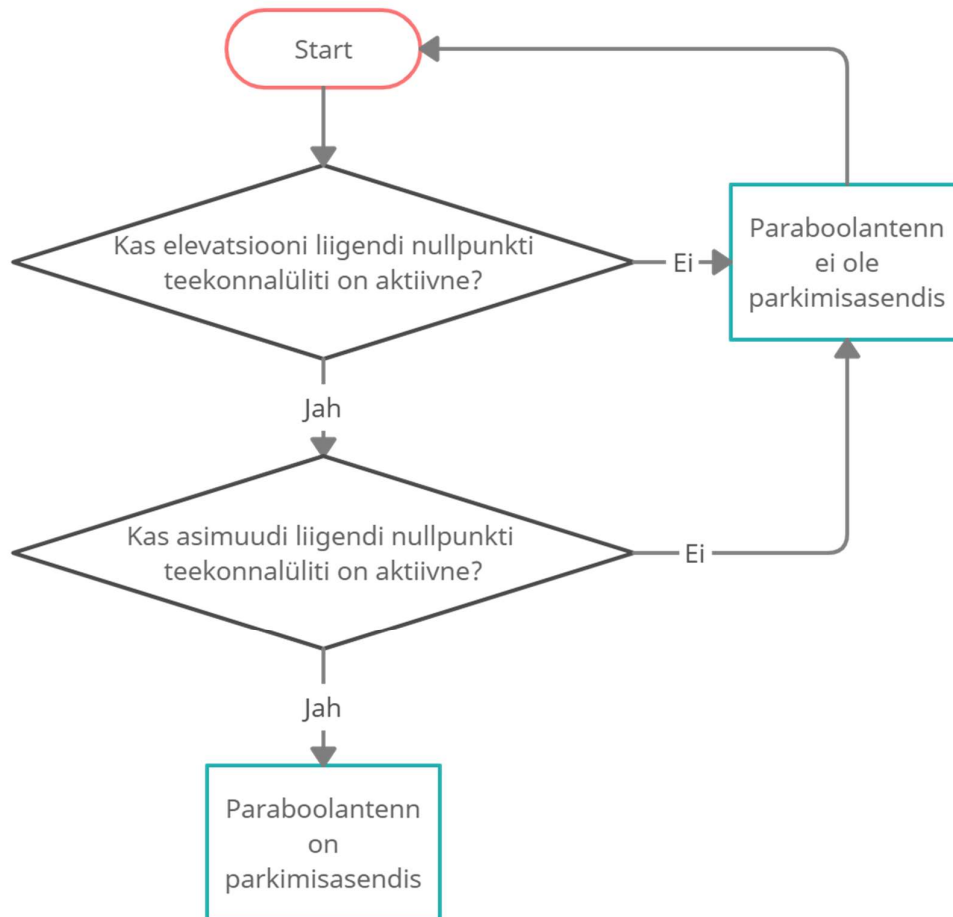 Start
Kas elevatsiooni liigendi nullpunkti
teekonnalüliti on aktiivne?
Ei
Paraboolantenn
ei ole
parkimisasendis
Jah
Kas asimuudi liigendi nullpunkti
teekonnalüliti on aktiivne?
Ei
Jah
Paraboolantenn
on
parkimisasendis